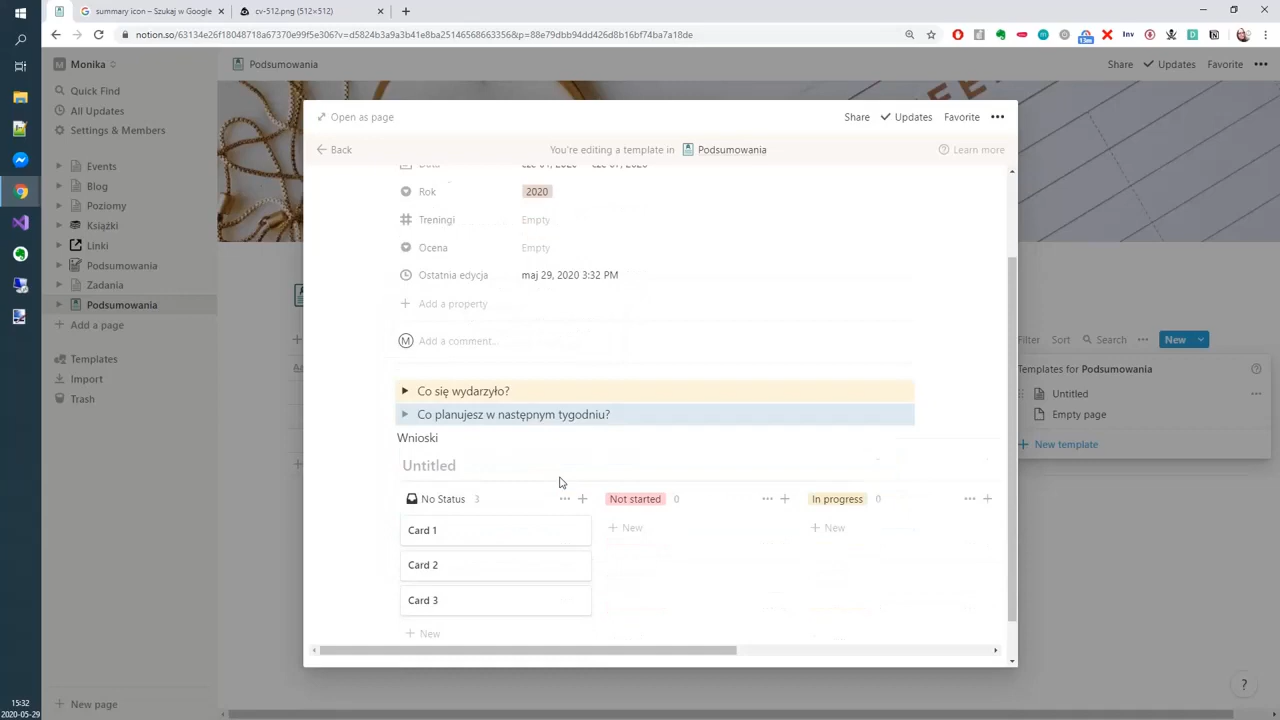 summary icon – Szukaj w Google
cv-512.png (512×512)
notion.so/63134e26f18048718a67370e99f5e3bd?v=d5824b3a9a3b41e8ba251465686633568&p=88e79dbb94dd426d8b16bf74ba7a18de
13m
Inv
M Monika
Podsumowania
Share
Updates
Favorite
Quick Find
All Updates
Settings & Members
Events
Blog
Poziomy
Książki
Linki
Podsumowania
Zadania
Podsumowania
Add a page
Templates
Import
Trash
New page
Open as page
Share
Updates
Favorite
Back
You're editing a template in Podsumowania
Learn more
Rok 2020
Treningi Empty
Ocena Empty
Ostatnia edycja maj 29, 2020 3:32 PM
Add a property
M Add a comment...
Co się wydarzyło?
Co planujesz w następnym tygodniu?
Wnioski
Untitled
No Status 3
Not started 0
In progress 0
Card 1
New
New
Card 2
Card 3
New
Filter
Sort
Search
New
Templates for Podsumowania
Untitled
Empty page
New template
?
15:32
2020-05-29